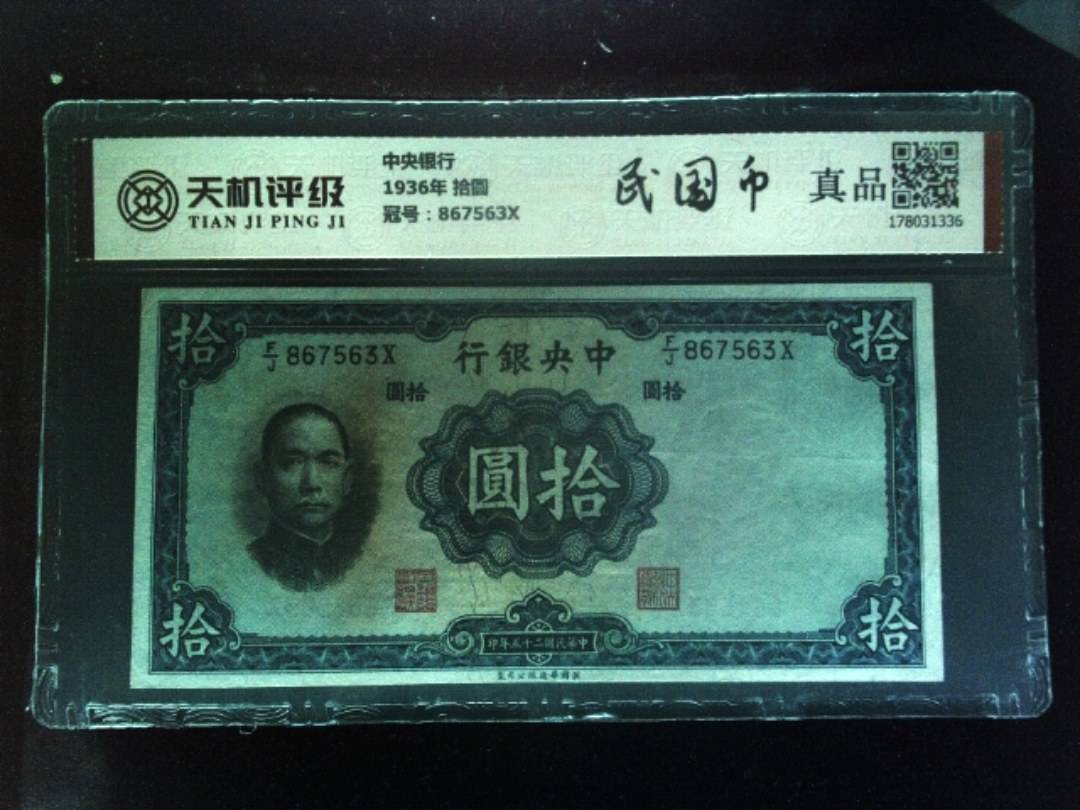 天机评级
TIAN JI PING JI
中央银行
1936年 拾圆
冠号：867563X
民国币
真品
178031336
拾
拾
F/J 867563X
行銀央中
F/J 867563X
圓拾
圓拾
圓拾
拾
拾
印年五十二國民華中